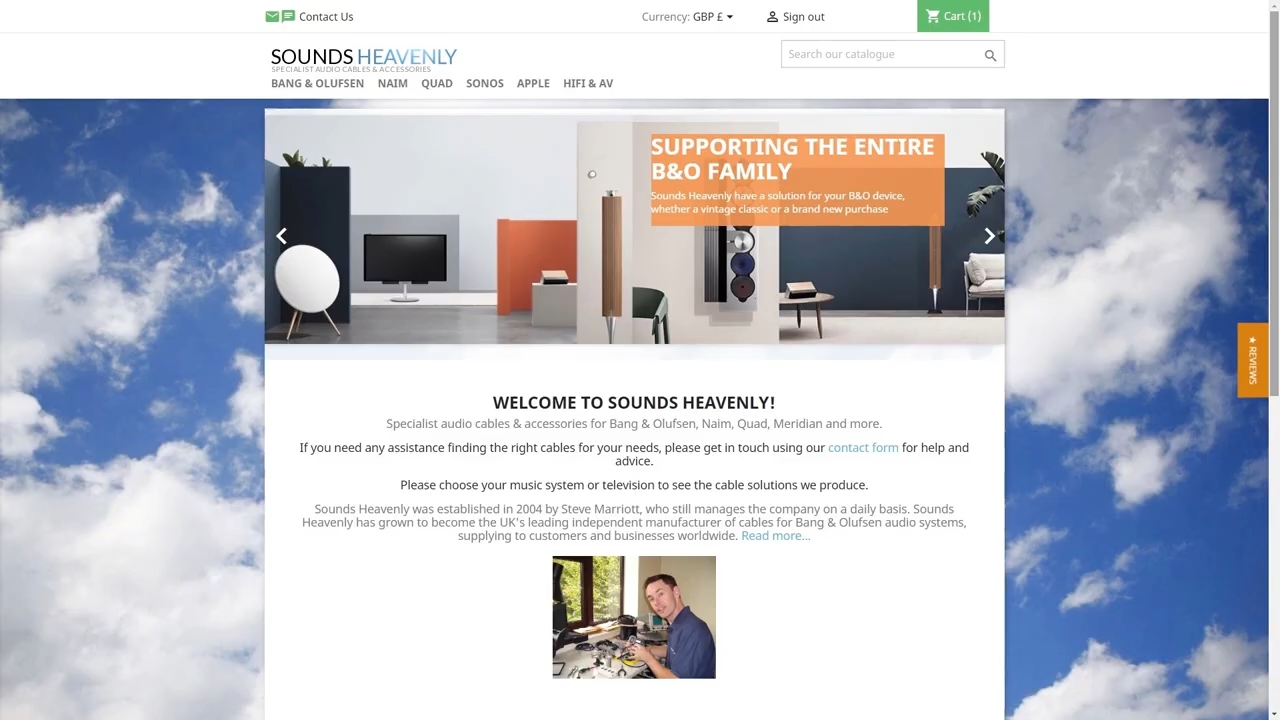 Contact Us
Currency: GBP £
Sign out
Cart (1)
SOUNDS HEAVENLY
SPECIALIST AUDIO CABLES & ACCESSORIES
Search our catalogue
BANG & OLUFSEN NAIM QUAD SONOS APPLE HIFI & AV
SUPPORTING THE ENTIRE
B&O FAMILY
Sounds Heavenly have a solution for your B&O device,
whether a vintage classic or a brand new purchase
★ REVIEWS
WELCOME TO SOUNDS HEAVENLY!
Specialist audio cables & accessories for Bang & Olufsen, Naim, Quad, Meridian and more.
If you need any assistance finding the right cables for your needs, please get in touch using our contact form for help and
advice.
Please choose your music system or television to see the cable solutions we produce.
Sounds Heavenly was established in 2004 by Steve Marriott, who still manages the company on a daily basis. Sounds
Heavenly has grown to become the UK's leading independent manufacturer of cables for Bang & Olufsen audio systems,
supplying to customers and businesses worldwide. Read more...